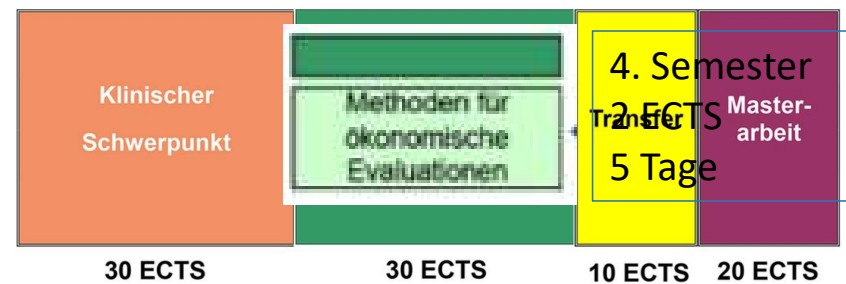 Klinischer
Schwerpunkt
Methoden für
ökonomische
Evaluationen
4. Semester
2 ECTS
5 Tage
Transfer
Master-
arbeit
30 ECTS
30 ECTS
10 ECTS
20 ECTS